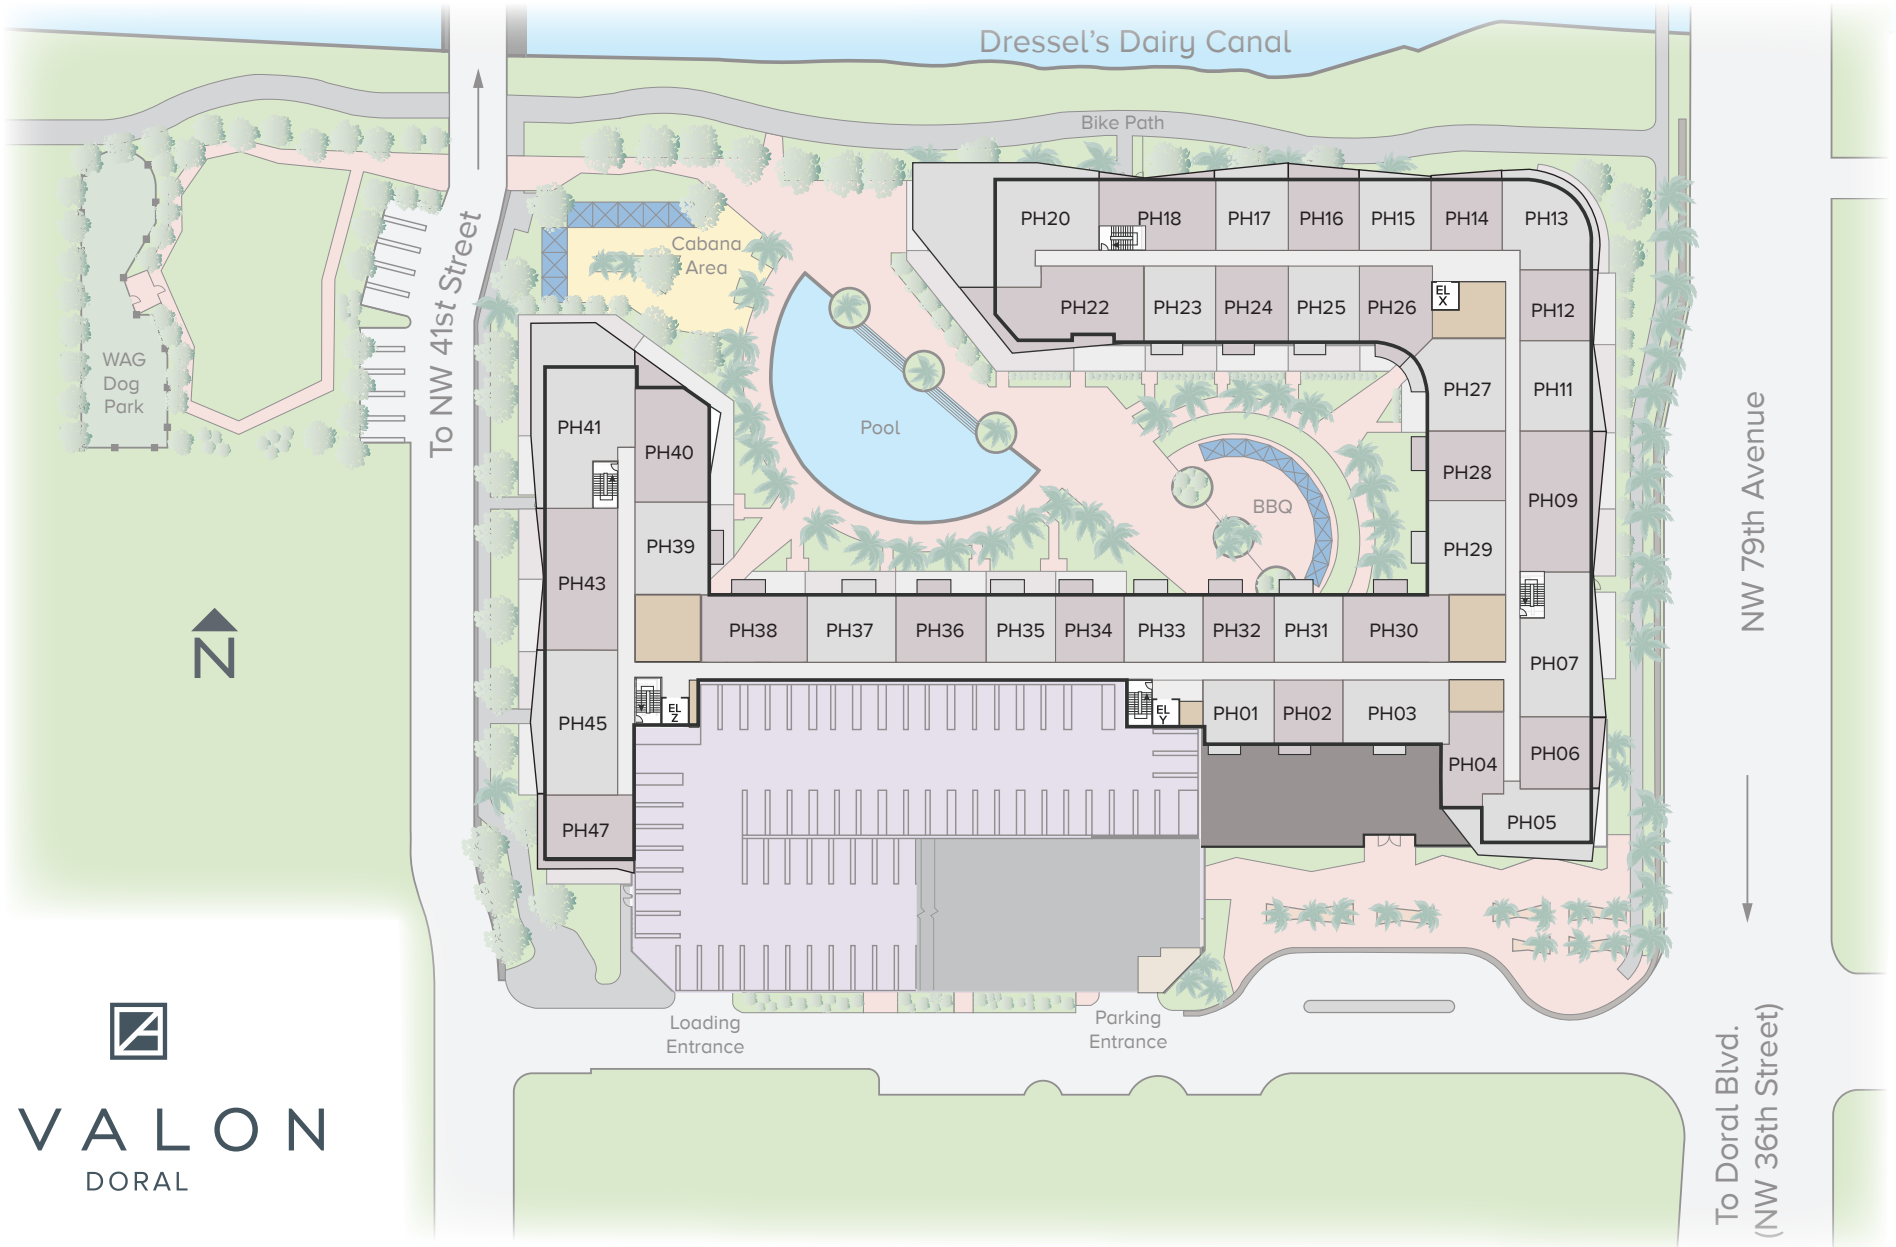 Dressel's Dairy Canal
Bike Path
PH20
PH18
PH17
PH16
PH15
PH14
PH13
Cabana
Area
To NW 41st Street
PH22
PH23
PH24
PH25
PH26
EL
X
PH12
WAG
Dog
Park
PH27
PH11
PH41
PH40
Pool
PH28
PH09
BBQ
NW 79th Avenue
PH39
PH29
PH43
PH38
PH37
PH36
PH35
PH34
PH33
PH32
PH31
PH30
PH07
N
EL
Z
EL
Y
PH01
PH02
PH03
PH45
PH04
PH06
PH47
PH05
Loading
Entrance
Parking
Entrance
To Doral Blvd.
(NW 36th Street)
VALON
DORAL